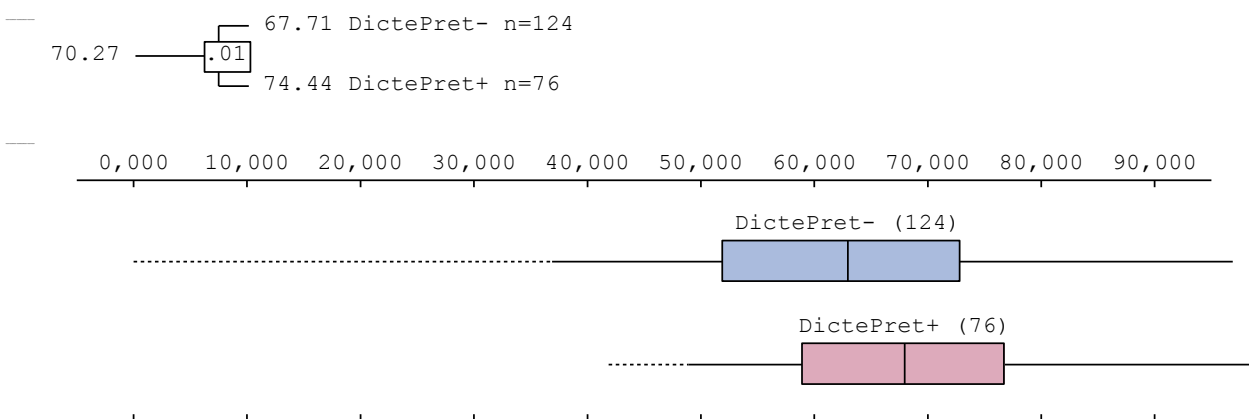 67.71 DictePret- n=124
70.27 .01
74.44 DictePret+ n=76
0,000 10,000 20,000 30,000 40,000 50,000 60,000 70,000 80,000 90,000
DictePret- (124)
DictePret+ (76)